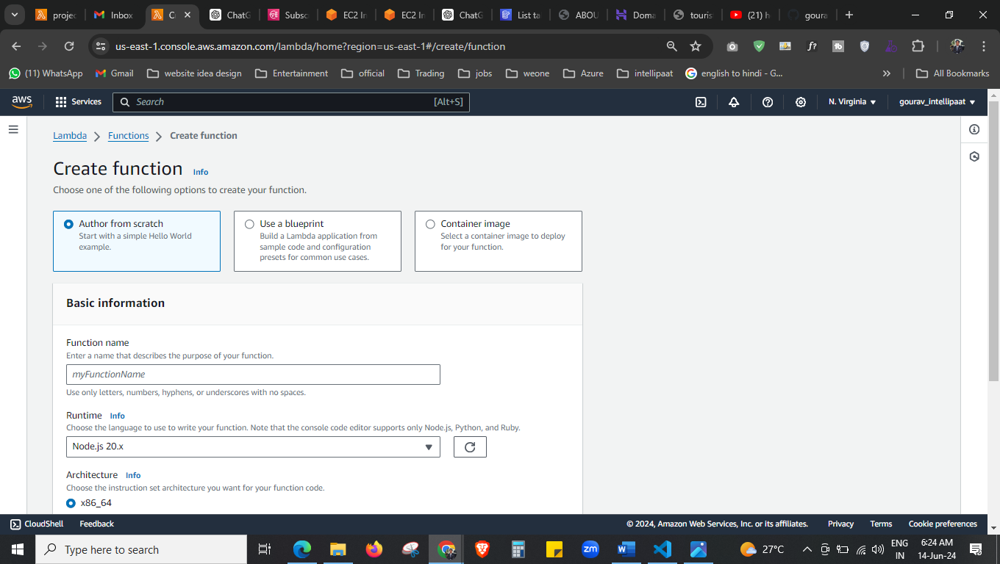 projec
Inbox
C
ChatG
Subsc
EC2 In
EC2 In
ChatG
List ta
ABOU
Doma
touris
(21) h
goura
us-east-1.console.aws.amazon.com/lambda/home?region=us-east-1#/create/function
(11) WhatsApp
Gmail
website idea design
Entertainment
official
Trading
jobs
weone
Azure
intellipaat
english to hindi - G...
All Bookmarks
aws
Services
Search
[Alt+S]
N. Virginia
gourav_intellipaat
Lambda
Functions
Create function
Create function
Info
Choose one of the following options to create your function.
Author from scratch
Start with a simple Hello World
example.
Use a blueprint
Build a Lambda application from
sample code and configuration
presets for common use cases.
Container image
Select a container image to deploy
for your function.
Basic information
Function name
Enter a name that describes the purpose of your function.
myFunctionName
Use only letters, numbers, hyphens, or underscores with no spaces.
Runtime
Info
Choose the language to use to write your function. Note that the console code editor supports only Node.js, Python, and Ruby.
Node.js 20.x
Architecture
Info
Choose the instruction set architecture you want for your function code.
x86_64
CloudShell
Feedback
© 2024, Amazon Web Services, Inc. or its affiliates.
Privacy
Terms
Cookie preferences
Type here to search
zm
27°C
ENG
IN
6:24 AM
14-Jun-24